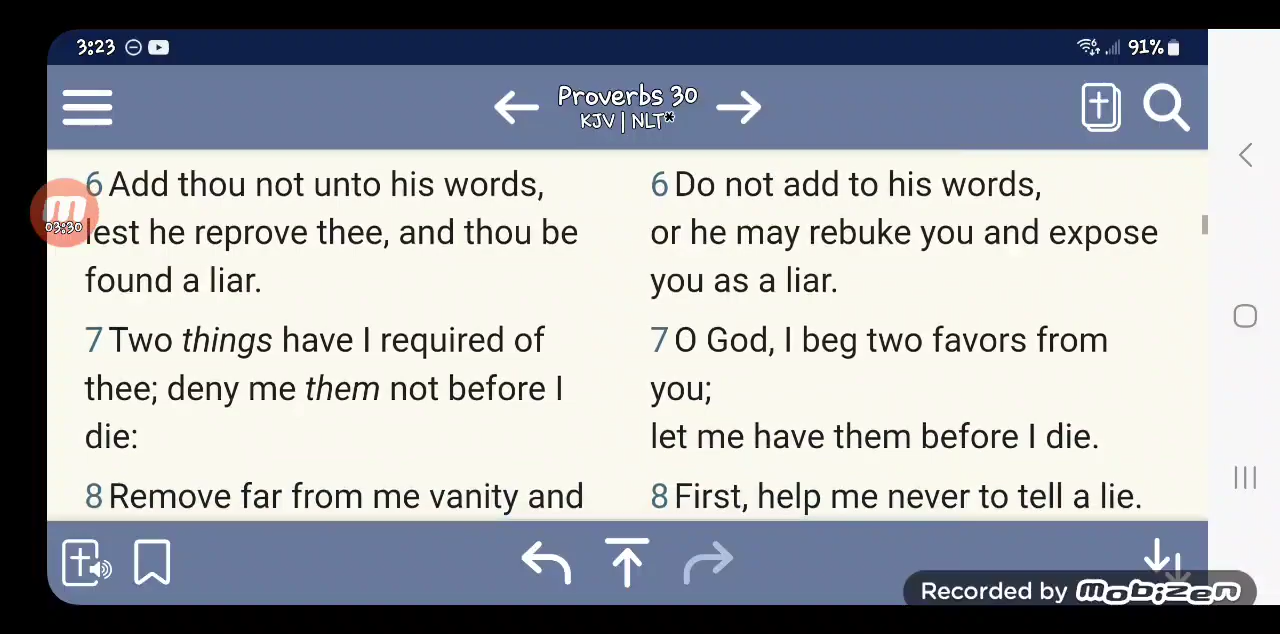 3:23
91%
Proverbs 30
KJV | NLT*
6 Add thou not unto his words,
lest he reprove thee, and thou be
found a liar.
7 Two things have I required of
thee; deny me them not before I
die:
8 Remove far from me vanity and
6 Do not add to his words,
or he may rebuke you and expose
you as a liar.
7 O God, I beg two favors from
you;
let me have them before I die.
8 First, help me never to tell a lie.
03:30
Recorded by Mobizen